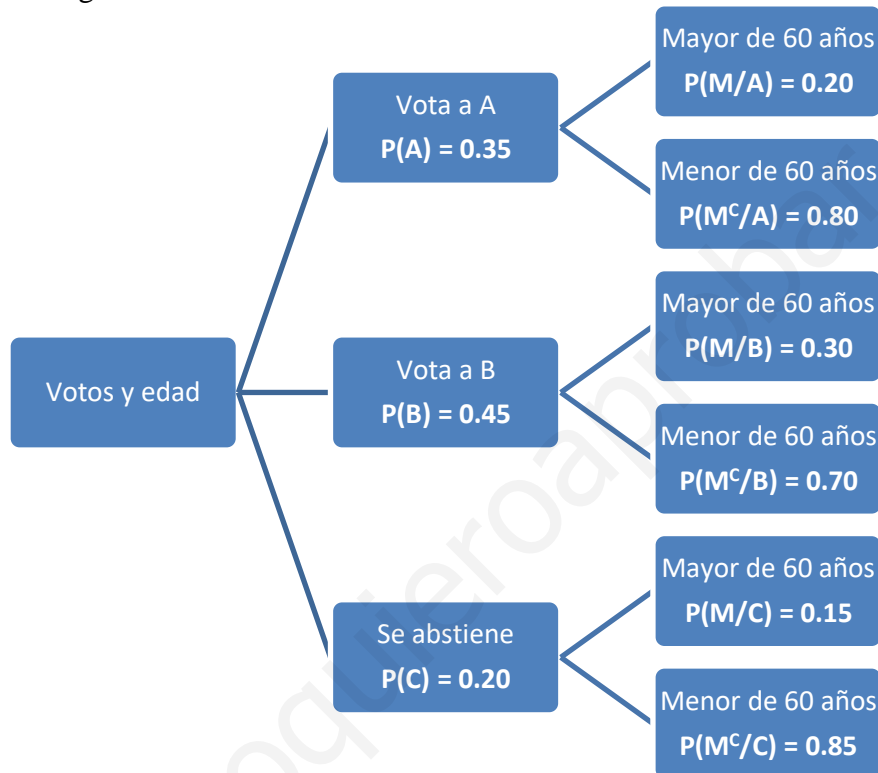 Mayor de 60 años
P(M/A) = 0.20
Vota a A
P(A) = 0.35
Menor de 60 años
P(Mᶜ/A) = 0.80
Mayor de 60 años
P(M/B) = 0.30
Votos y edad
Vota a B
P(B) = 0.45
Menor de 60 años
P(Mᶜ/B) = 0.70
Mayor de 60 años
P(M/C) = 0.15
Se abstiene
P(C) = 0.20
Menor de 60 años
P(Mᶜ/C) = 0.85
oquieroaprobar